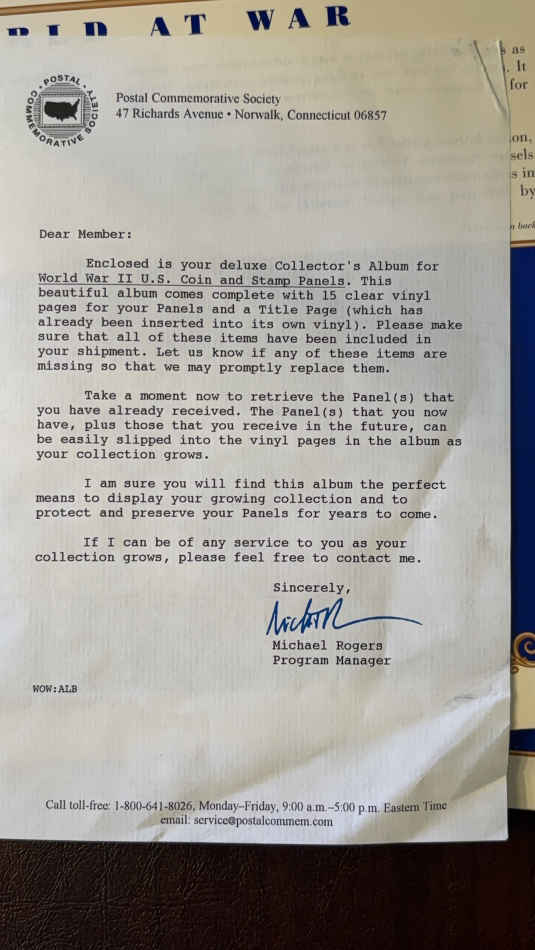 RLD AT WAR
s as
. It
for
on,
sels
s in
by
n back
POSTAL COMMEMORATIVE SOCIETY
Postal Commemorative Society
47 Richards Avenue • Norwalk, Connecticut 06857
Dear Member:
Enclosed is your deluxe Collector's Album for
World War II U.S. Coin and Stamp Panels. This
beautiful album comes complete with 15 clear vinyl
pages for your Panels and a Title Page (which has
already been inserted into its own vinyl). Please make
sure that all of these items have been included in
your shipment. Let us know if any of these items are
missing so that we may promptly replace them.
Take a moment now to retrieve the Panel(s) that
you have already received. The Panel(s) that you now
have, plus those that you receive in the future, can
be easily slipped into the vinyl pages in the album as
your collection grows.
I am sure you will find this album the perfect
means to display your growing collection and to
protect and preserve your Panels for years to come.
If I can be of any service to you as your
collection grows, please feel free to contact me.
Sincerely,
Michael Rogers
Program Manager
WOW:ALB
Call toll-free: 1-800-641-8026, Monday–Friday, 9:00 a.m.–5:00 p.m. Eastern Time
email: service@postalcommem.com